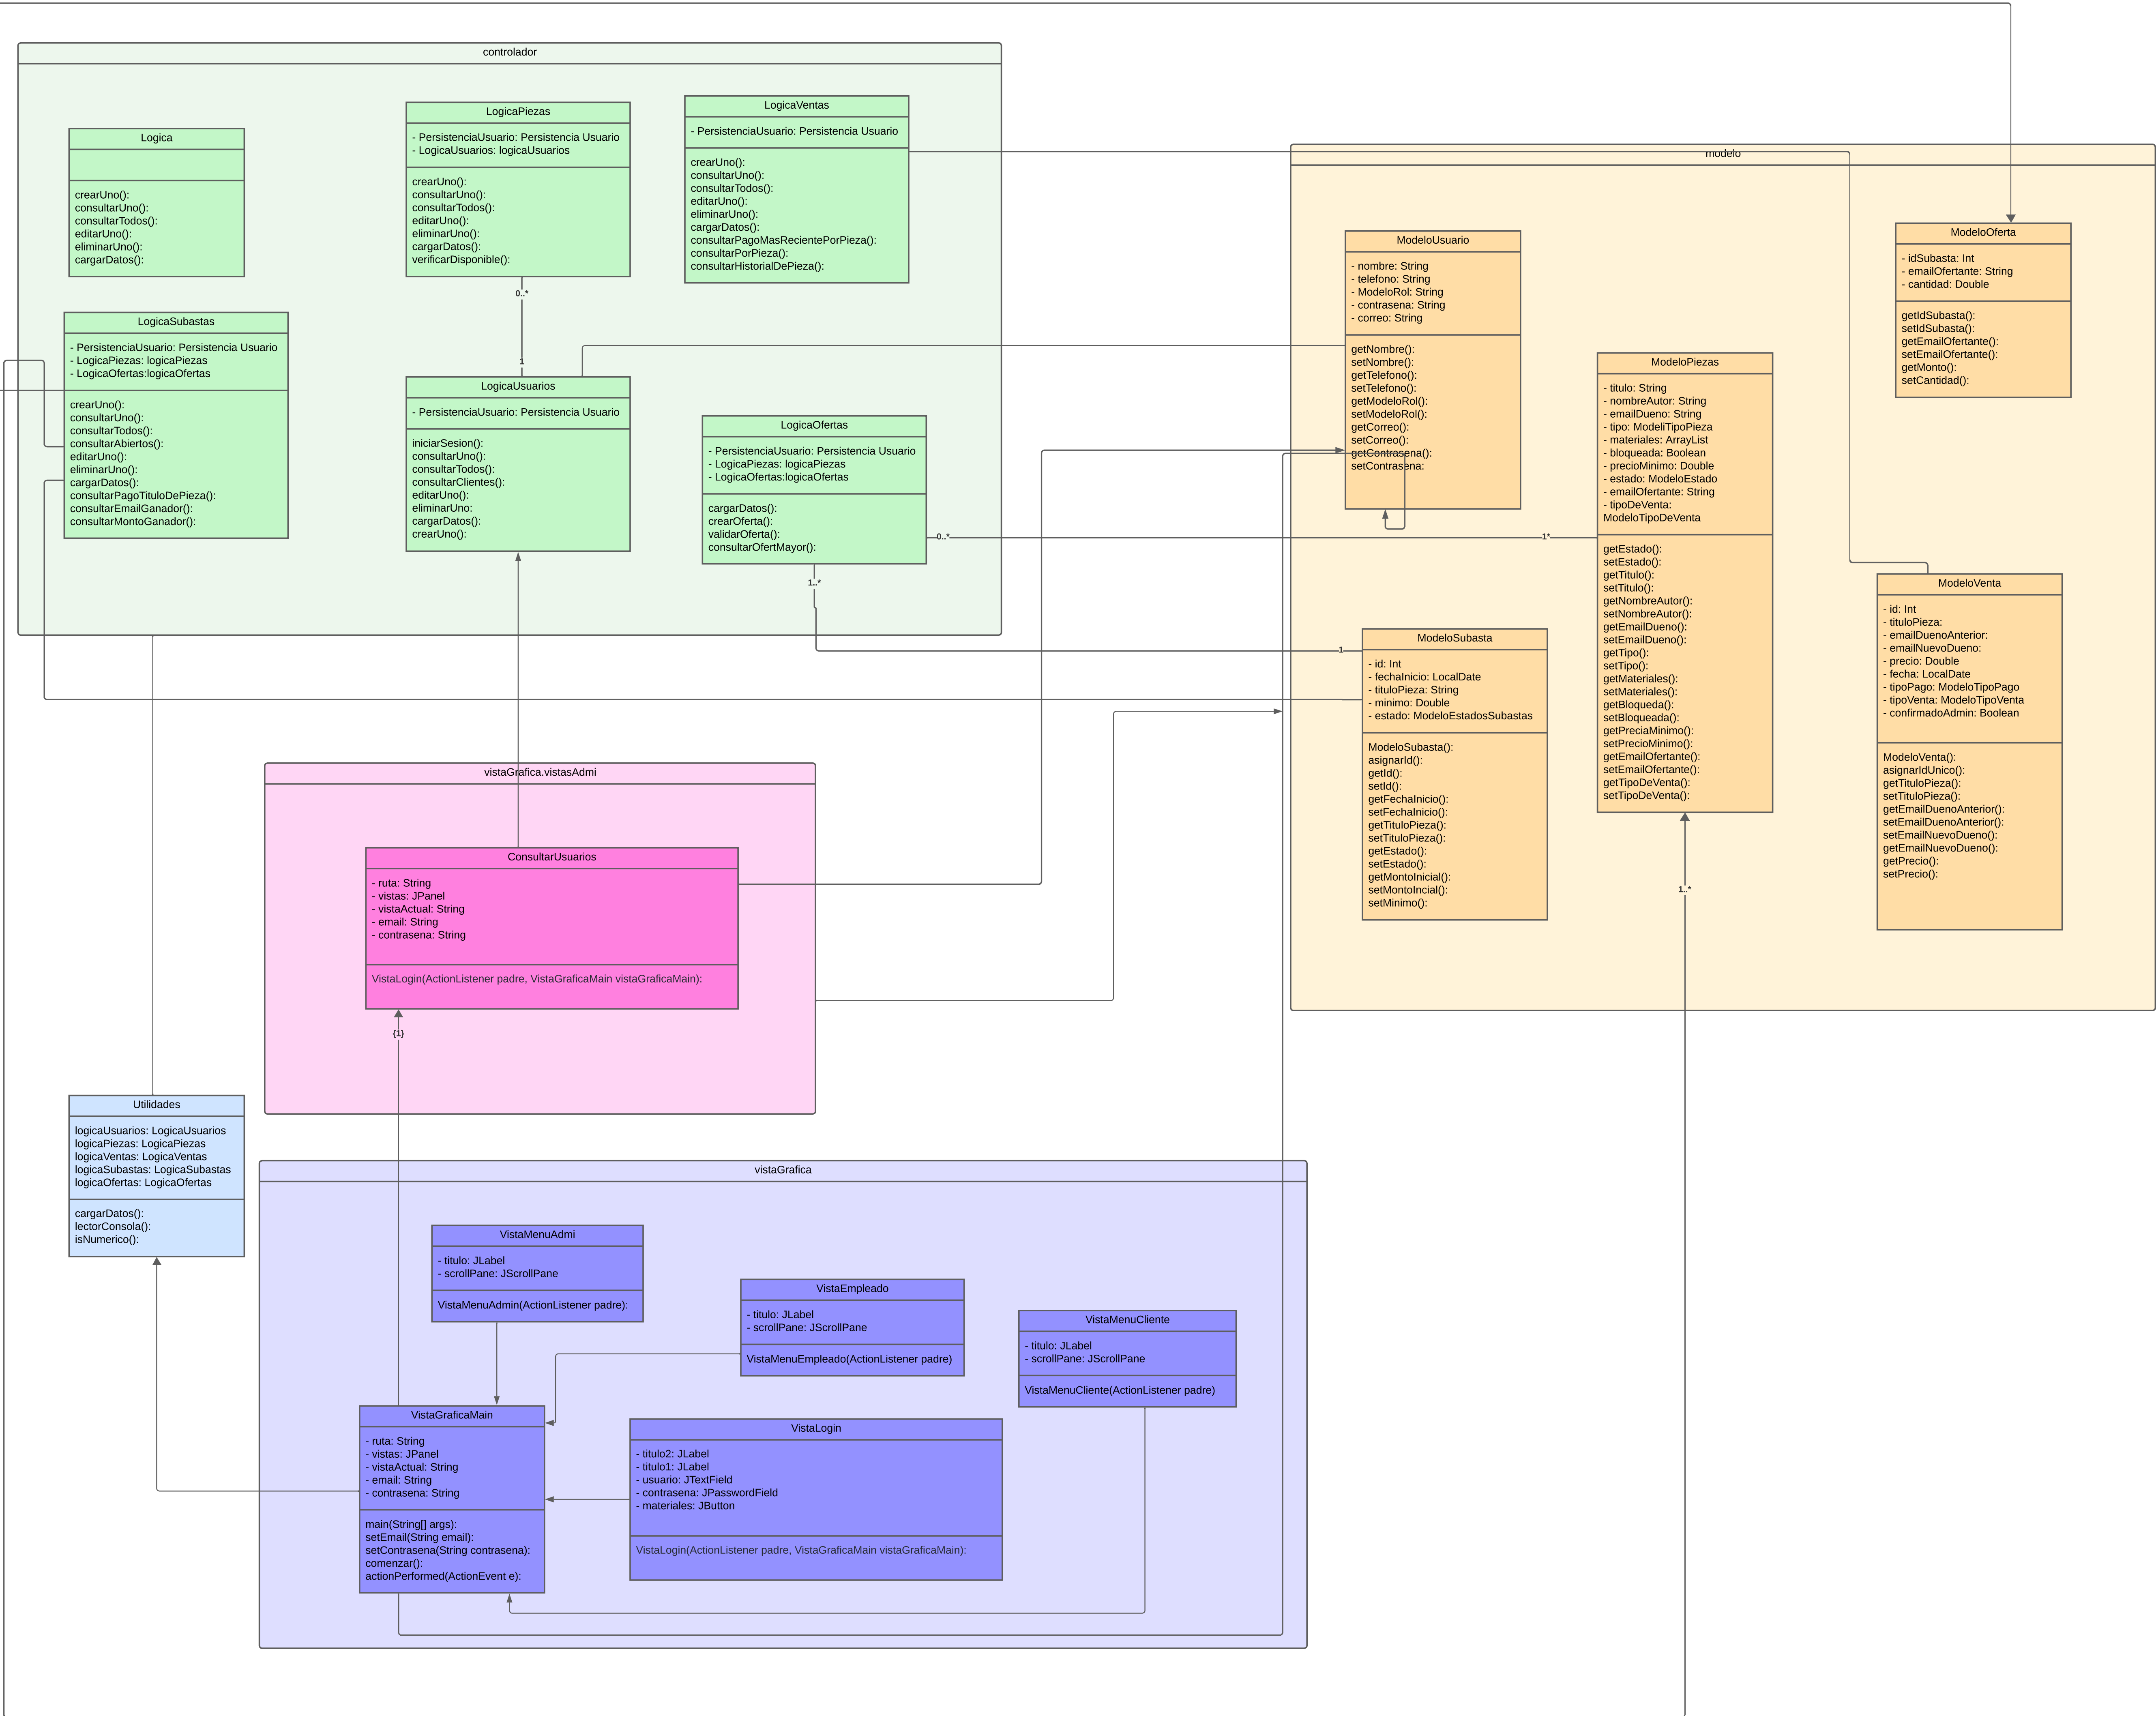 controlador
Logica
crearUno():
consultarUno():
consultarTodos():
editarUno():
eliminarUno():
cargarDatos():
LogicaPiezas
- PersistenciaUsuario: Persistencia Usuario
- LogicaUsuarios: logicaUsuarios
crearUno():
consultarUno():
consultarTodos():
editarUno():
eliminarUno():
cargarDatos():
verificarDisponible():
0..*
1
LogicaVentas
- PersistenciaUsuario: Persistencia Usuario
crearUno():
consultarUno():
consultarTodos():
editarUno():
eliminarUno():
cargarDatos():
consultarPagoMasRecientePorPieza():
consultarPorPieza():
consultarHistorialDePieza():
LogicaSubastas
- PersistenciaUsuario: Persistencia Usuario
- LogicaPiezas: logicaPiezas
- LogicaOfertas:logicaOfertas
crearUno():
consultarUno():
consultarTodos():
consultarAbiertos():
editarUno():
eliminarUno():
cargarDatos():
consultarPagoTituloDePieza():
consultarEmailGanador():
consultarMontoGanador():
LogicaUsuarios
- PersistenciaUsuario: Persistencia Usuario
iniciarSesion():
consultarUno():
consultarTodos():
consultarClientes():
editarUno():
eliminarUno:
cargarDatos():
crearUno():
LogicaOfertas
- PersistenciaUsuario: Persistencia Usuario
- LogicaPiezas: logicaPiezas
- LogicaOfertas:logicaOfertas
cargarDatos():
crearOferta():
validarOferta():
consultarOfertMayor():
0..*
1*
1..*
1
modelo
ModeloUsuario
- nombre: String
- telefono: String
- ModeloRol: String
- contrasena: String
- correo: String
getNombre():
setNombre():
getTelefono():
setTelefono():
getModeloRol():
setModeloRol():
getCorreo():
setCorreo():
getContrasena():
setContrasena:
ModeloPiezas
- titulo: String
- nombreAutor: String
- emailDueno: String
- tipo: ModeliTipoPieza
- materiales: ArrayList
- bloqueada: Boolean
- precioMinimo: Double
- estado: ModeloEstado
- emailOfertante: String
- tipoDeVenta:
ModeloTipoDeVenta
getEstado():
setEstado():
getTitulo():
setTitulo():
getNombreAutor():
setNombreAutor():
getEmailDueno():
setEmailDueno():
getTipo():
setTipo():
getMateriales():
setMateriales():
getBloqueda():
setBloqueada():
getPreciaMinimo():
setPrecioMinimo():
getEmailOfertante():
setEmailOfertante():
getTipoDeVenta():
setTipoDeVenta():
1..*
ModeloOferta
- idSubasta: Int
- emailOfertante: String
- cantidad: Double
getIdSubasta():
setIdSubasta():
getEmailOfertante():
setEmailOfertante():
getMonto():
setCantidad():
ModeloSubasta
- id: Int
- fechaInicio: LocalDate
- tituloPieza: String
- minimo: Double
- estado: ModeloEstadosSubastas
ModeloSubasta():
asignarId():
getId():
setId():
getFechaInicio():
setFechaInicio():
getTituloPieza():
setTituloPieza():
getEstado():
setEstado():
getMontoInicial():
setMontoIncial():
setMinimo():
ModeloVenta
- id: Int
- tituloPieza:
- emailDuenoAnterior:
- emailNuevoDueno:
- precio: Double
- fecha: LocalDate
- tipoPago: ModeloTipoPago
- tipoVenta: ModeloTipoVenta
- confirmadoAdmin: Boolean
ModeloVenta():
asignarIdUnico():
getTituloPieza():
setTituloPieza():
getEmailDuenoAnterior():
setEmailDuenoAnterior():
setEmailNuevoDueno():
getEmailNuevoDueno():
getPrecio():
setPrecio():
vistaGrafica.vistasAdmi
ConsultarUsuarios
- ruta: String
- vistas: JPanel
- vistaActual: String
- email: String
- contrasena: String
VistaLogin(ActionListener padre, VistaGraficaMain vistaGraficaMain):
{1}
Utilidades
logicaUsuarios: LogicaUsuarios
logicaPiezas: LogicaPiezas
logicaVentas: LogicaVentas
logicaSubastas: LogicaSubastas
logicaOfertas: LogicaOfertas
cargarDatos():
lectorConsola():
isNumerico():
vistaGrafica
VistaMenuAdmi
- titulo: JLabel
- scrollPane: JScrollPane
VistaMenuAdmin(ActionListener padre):
VistaEmpleado
- titulo: JLabel
- scrollPane: JScrollPane
VistaMenuEmpleado(ActionListener padre)
VistaMenuCliente
- titulo: JLabel
- scrollPane: JScrollPane
VistaMenuCliente(ActionListener padre)
VistaGraficaMain
- ruta: String
- vistas: JPanel
- vistaActual: String
- email: String
- contrasena: String
main(String[] args):
setEmail(String email):
setContrasena(String contrasena):
comenzar():
actionPerformed(ActionEvent e):
VistaLogin
- titulo2: JLabel
- titulo1: JLabel
- usuario: JTextField
- contrasena: JPasswordField
- materiales: JButton
VistaLogin(ActionListener padre, VistaGraficaMain vistaGraficaMain):